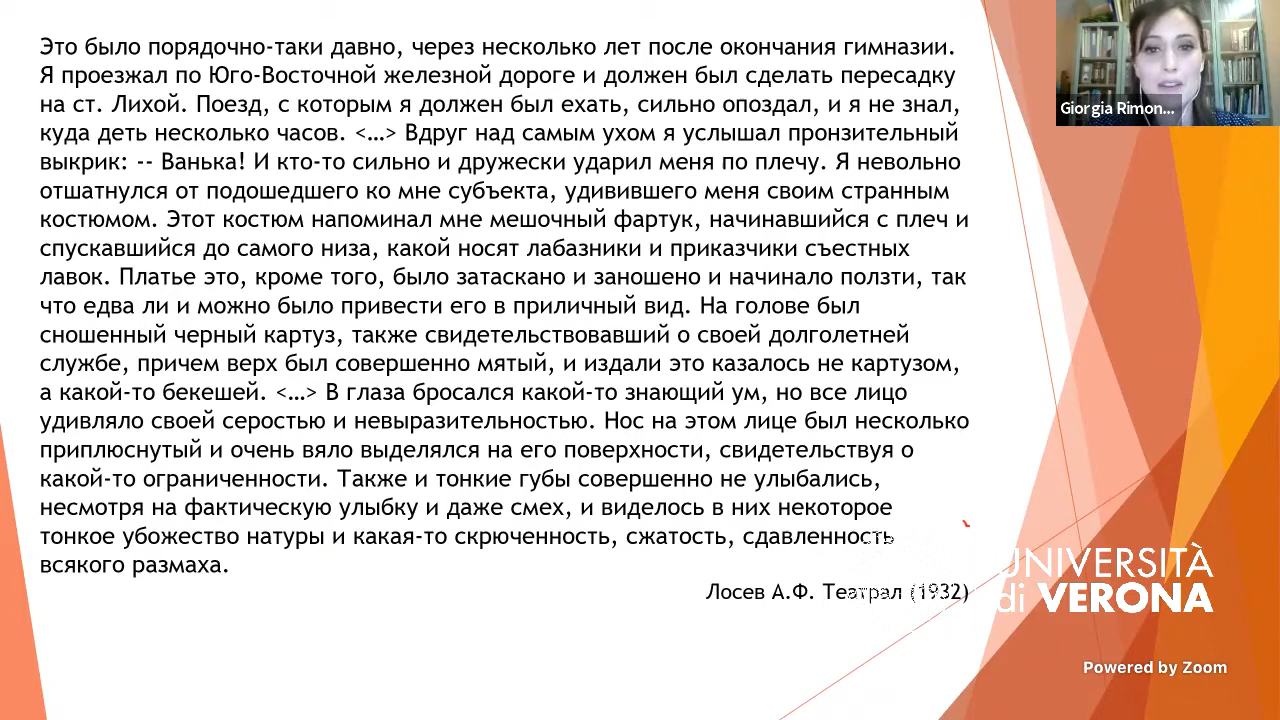 Это было порядочно-таки давно, через несколько лет после окончания гимназии.
Я проезжал по Юго-Восточной железной дороге и должен был сделать пересадку
на ст. Лихой. Поезд, с которым я должен был ехать, сильно опоздал, и я не знал,
куда деть несколько часов. <…> Вдруг над самым ухом я услышал пронзительный
выкрик: -- Ванька! И кто-то сильно и дружески ударил меня по плечу. Я невольно
отшатнулся от подошедшего ко мне субъекта, удивившего меня своим странным
костюмом. Этот костюм напоминал мне мешочный фартук, начинавшийся с плеч и
спускавшийся до самого низа, какой носят лабазники и приказчики съестных
лавок. Платье это, кроме того, было затаскано и заношено и начинало ползти, так
что едва ли и можно было привести его в приличный вид. На голове был
сношенный черный картуз, также свидетельствовавший о своей долголетней
службе, причем верх был совершенно мятый, и издали это казалось не картузом,
а какой-то бекешей. <…> В глаза бросался какой-то знающий ум, но все лицо
удивляло своей серостью и невыразительностью. Нос на этом лице был несколько
приплюснутый и очень вяло выделялся на его поверхности, свидетельствуя о
какой-то ограниченности. Также и тонкие губы совершенно не улыбались,
несмотря на фактическую улыбку и даже смех, и виделось в них некоторое
тонкое убожество натуры и какая-то скрюченность, сжатость, сдавленность
всякого размаха.
Лосев А.Ф. Театрал (1932)
Giorgia Rimon...
UNIVERSITÀ
di VERONA
Powered by Zoom